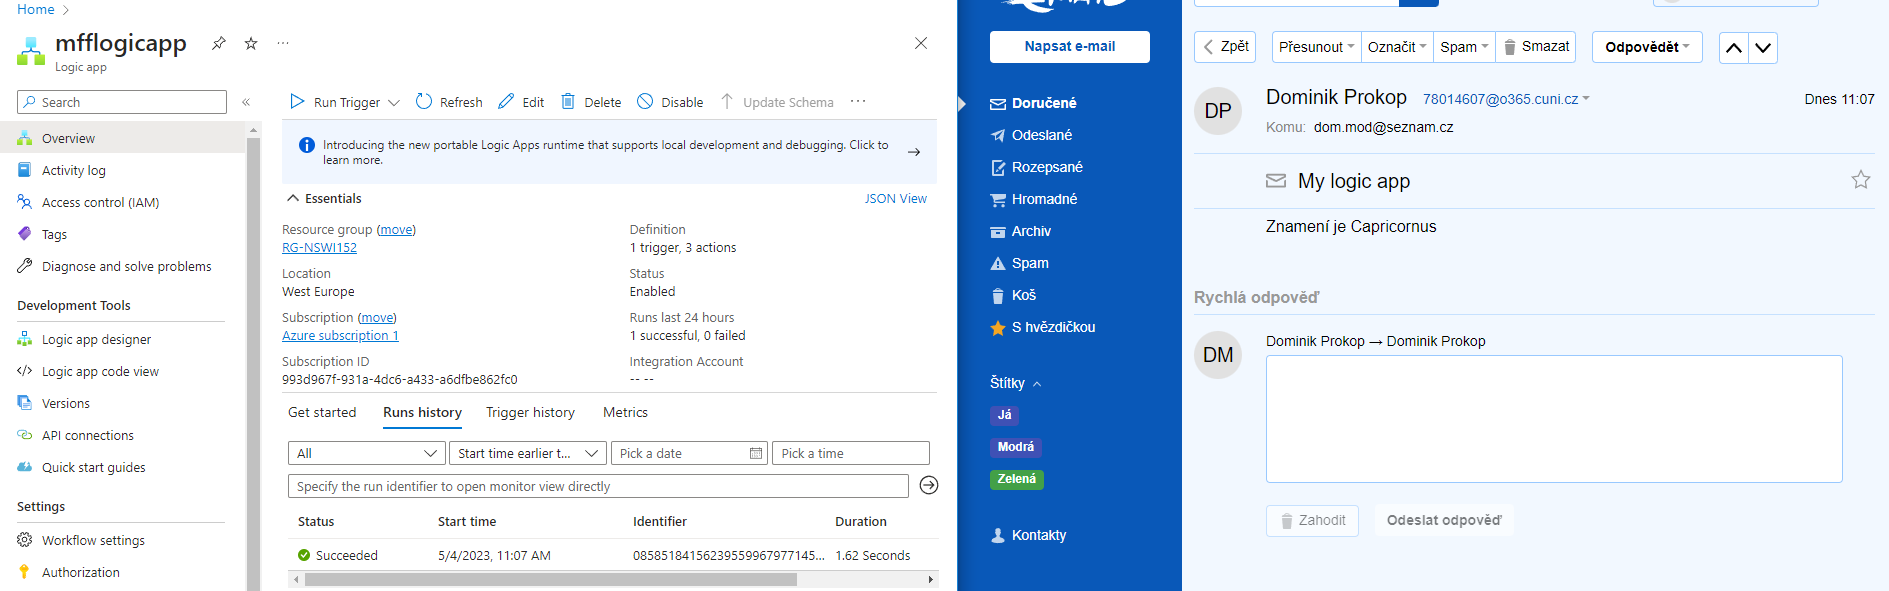 Home
mfflogicapp
Logic app
Search
Overview
Activity log
Access control (IAM)
Tags
Diagnose and solve problems
Development Tools
Logic app designer
Logic app code view
Versions
API connections
Quick start guides
Settings
Workflow settings
Authorization
Run Trigger Refresh Edit Delete Disable Update Schema
Introducing the new portable Logic Apps runtime that supports local development and debugging. Click to
learn more.
Essentials JSON View
Resource group (move)
RG-NSWI152
Location
West Europe
Subscription (move)
Azure subscription 1
Subscription ID
993d967f-931a-4dc6-a433-a6dfbe862fc0
Definition
1 trigger, 3 actions
Status
Enabled
Runs last 24 hours
1 successful, 0 failed
Integration Account
-- --
Get started Runs history Trigger history Metrics
All Start time earlier t... Pick a date Pick a time
Specify the run identifier to open monitor view directly
Status Start time Identifier Duration
Succeeded 5/4/2023, 11:07 AM 08585184156239559967977145... 1.62 Seconds
Napsat e-mail
Doručené
Odeslané
Rozepsané
Hromadné
Archiv
Spam
Koš
S hvězdičkou
Štítky
Já
Modrá
Zelená
Kontakty
Zpět Přesunout Označit Spam Smazat Odpovědět
DP Dominik Prokop 78014607@o365.cuni.cz Dnes 11:07
Komu: dom.mod@seznam.cz
My logic app
Znamení je Capricornus
Rychlá odpověď
DM Dominik Prokop → Dominik Prokop
Zahodit Odeslat odpověď